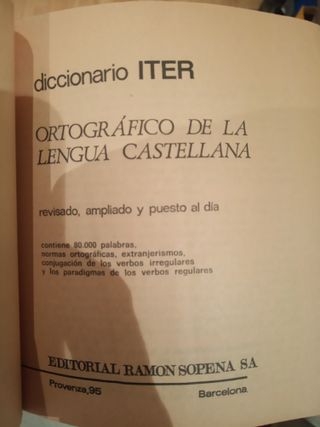 diccionario ITER
ORTOGRÁFICO DE LA
LENGUA CASTELLANA
revisado, ampliado y puesto al día
contiene 80.000 palabras,
normas ortográficas, extranjerismos,
conjugación de los verbos irregulares
y los paradigmas de los verbos regulares
EDITORIAL RAMON SOPENA, SA
Provenza,95 Barcelona